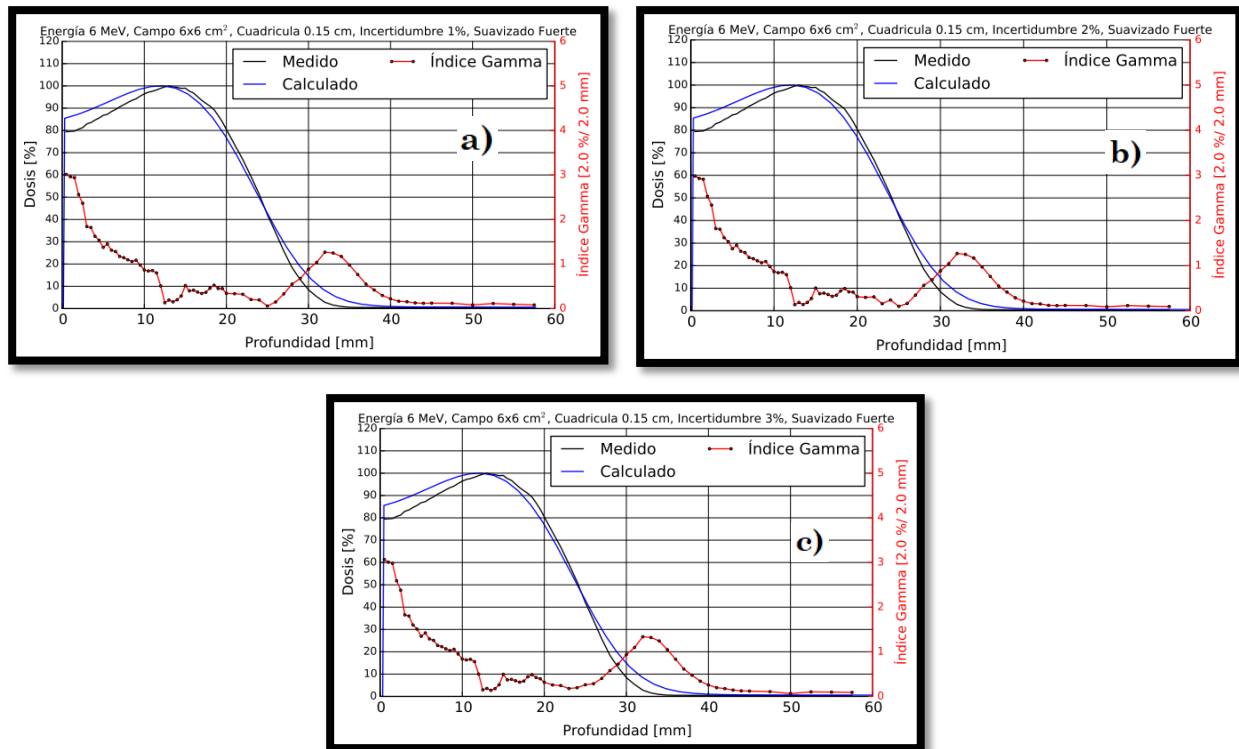 Energía 6 MeV, Campo 6x6 cm², Cuadricula 0.15 cm, Incertidumbre 1%, Suavizado Fuerte
Medido
Calculado
Índice Gamma
a)
Dosis [%]
120
110
100
90
80
70
60
50
40
30
20
10
0
0 10 20 30 40 50 60
Profundidad [mm]
6
5
4
3
2
1
0
Índice Gamma [2.0 %/ 2.0 mm]
Energía 6 MeV, Campo 6x6 cm², Cuadricula 0.15 cm, Incertidumbre 2%, Suavizado Fuerte
Medido
Calculado
Índice Gamma
b)
Dosis [%]
120
110
100
90
80
70
60
50
40
30
20
10
0
0 10 20 30 40 50 60
Profundidad [mm]
6
5
4
3
2
1
0
Índice Gamma [2.0 %/ 2.0 mm]
Energía 6 MeV, Campo 6x6 cm², Cuadricula 0.15 cm, Incertidumbre 3%, Suavizado Fuerte
Medido
Calculado
Índice Gamma
c)
Dosis [%]
120
110
100
90
80
70
60
50
40
30
20
10
0
0 10 20 30 40 50 60
Profundidad [mm]
6
5
4
3
2
1
0
Índice Gamma [2.0 %/ 2.0 mm]